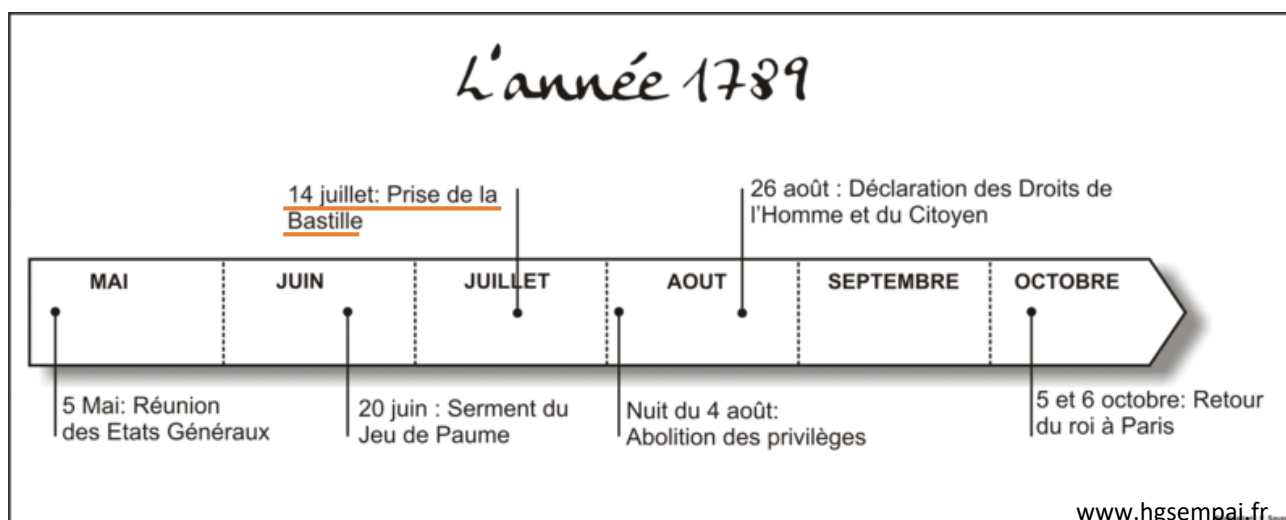 L'année 1789
14 juillet: Prise de la
Bastille
26 août : Déclaration des Droits de
l'Homme et du Citoyen
MAI
JUIN
JUILLET
AOUT
SEPTEMBRE
OCTOBRE
5 Mai: Réunion
des Etats Généraux
20 juin : Serment du
Jeu de Paume
Nuit du 4 août:
Abolition des privilèges
5 et 6 octobre: Retour
du roi à Paris
www.hgsempai.fr